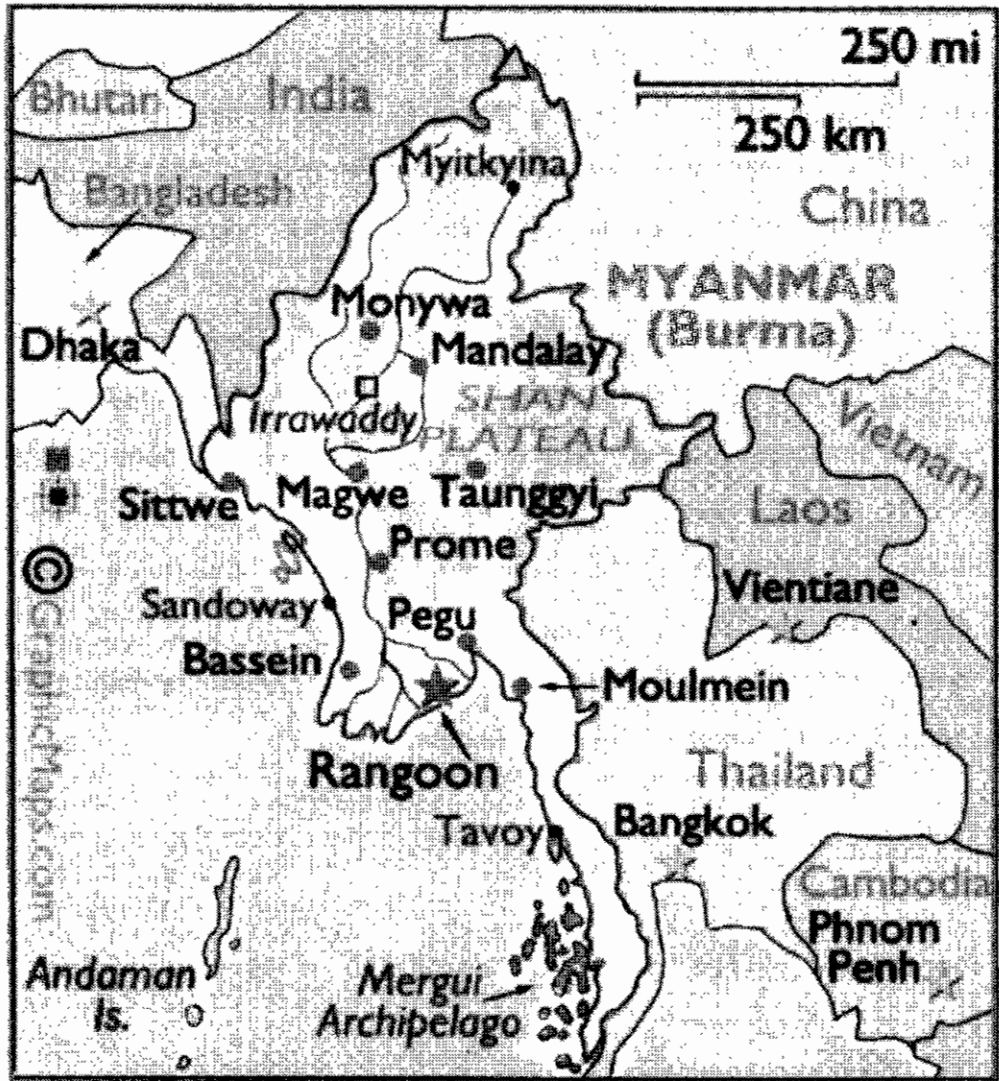 250 mi
250 km
Bhutan
India
Myitkyina
Bangladesh
China
MYANMAR
(Burma)
Monywa
Dhaka
Mandalay
SHAN
PLATEAU
Irrawaddy
Vietnam
Sittwe
Magwe
Taunggyi
Laos
Prome
Vientiane
Sandoway
Pegu
Bassein
Moulmein
Rangoon
Thailand
Tavoy
Bangkok
Cambodia
Phnom
Penh
Andaman
Is.
Mergui
Archipelago
© GraphicMaps.com